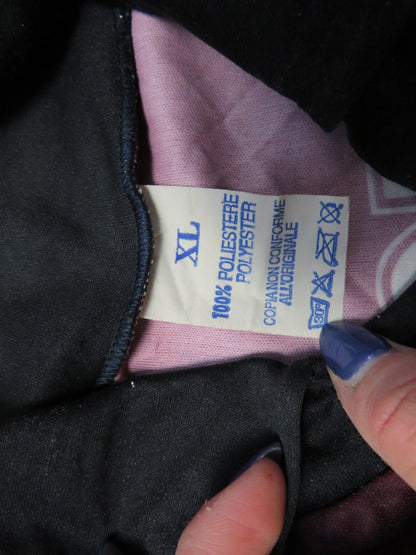 XL
100% POLIESTERE
POLYESTER
COPIA NON CONFORME
ALL'ORIGINALE
30°